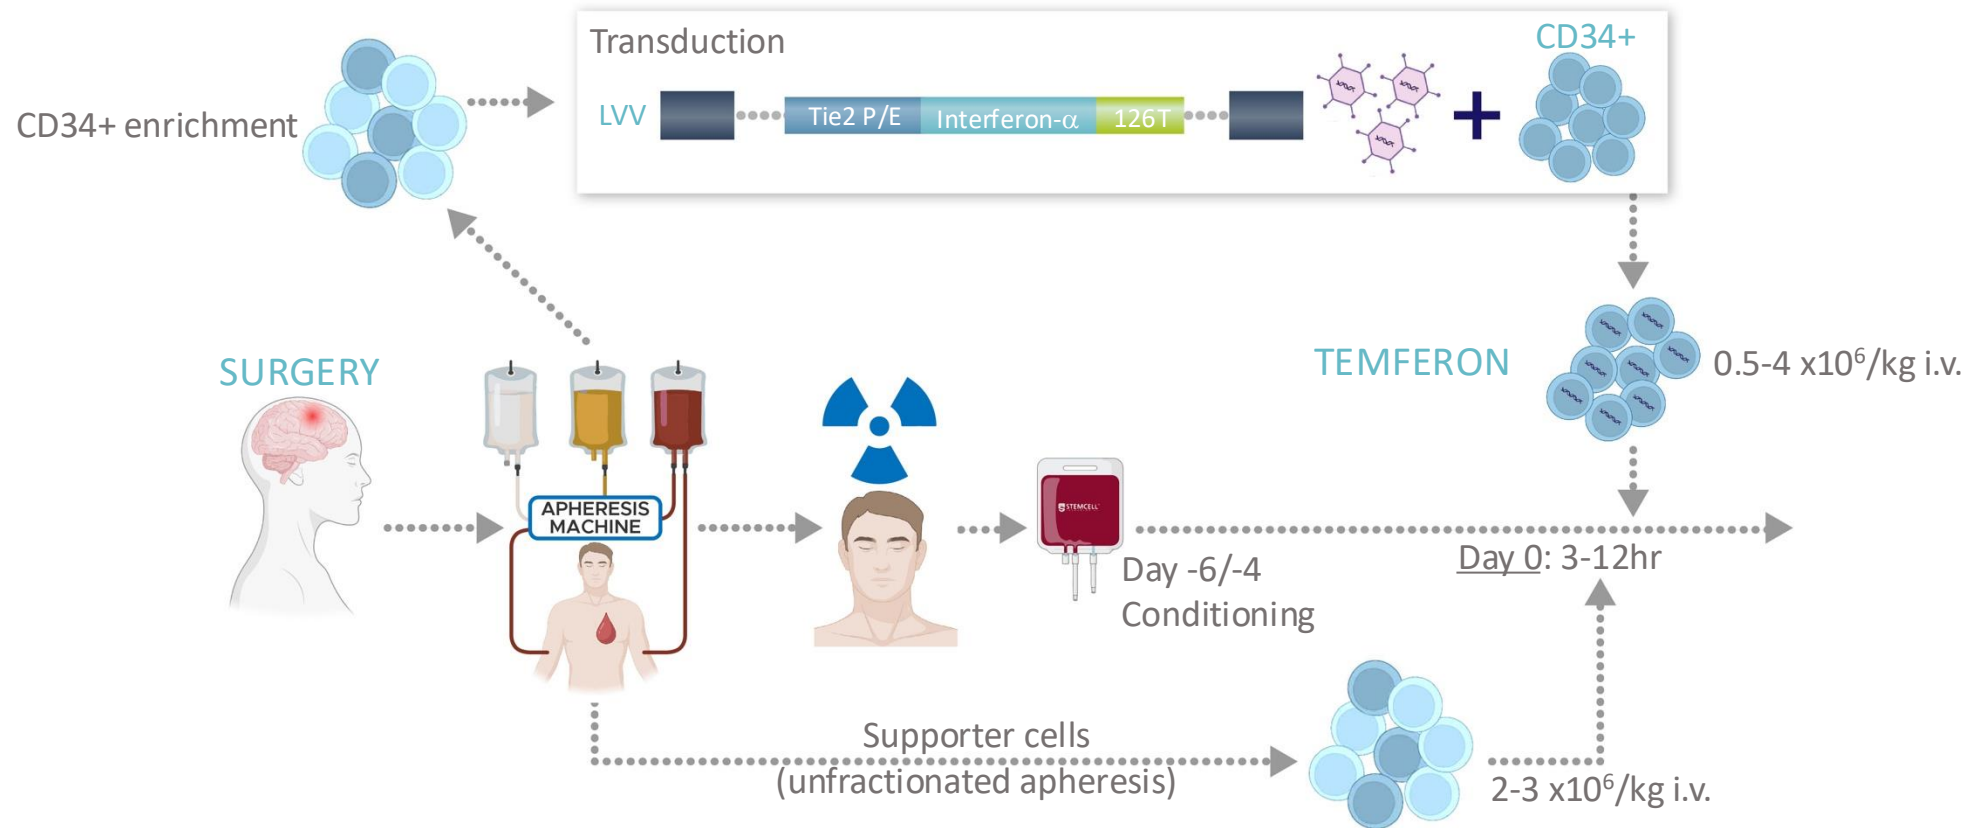 Transduction
CD34+
LVV
Tie2 P/E
Interferon-α
126T
CD34+ enrichment
SURGERY
TEMFERON
0.5-4 x10⁶/kg i.v.
APHERESIS
MACHINE
STEMCELL
Day -6/-4
Conditioning
Day 0: 3-12hr
Supporter cells
(unfractionated apheresis)
2-3 x10⁶/kg i.v.